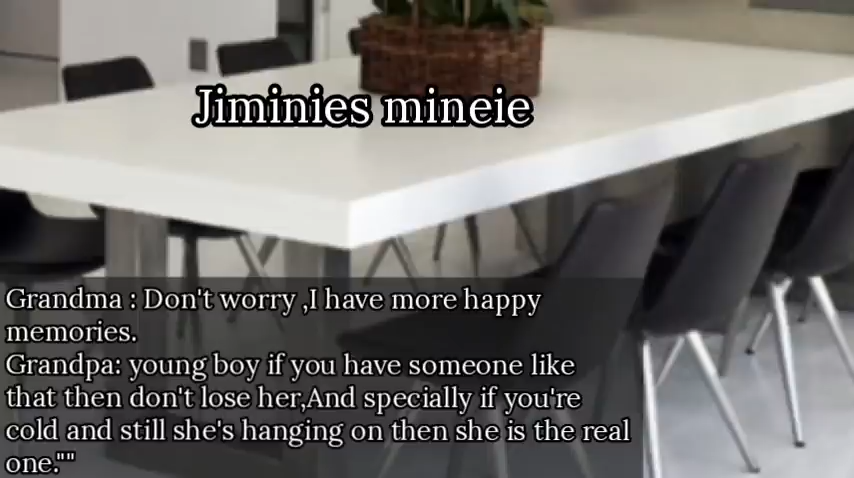 Jiminies mineie
Grandma : Don't worry ,I have more happy
memories.
Grandpa: young boy if you have someone like
that then don't lose her,And specially if you're
cold and still she's hanging on then she is the real
one.""